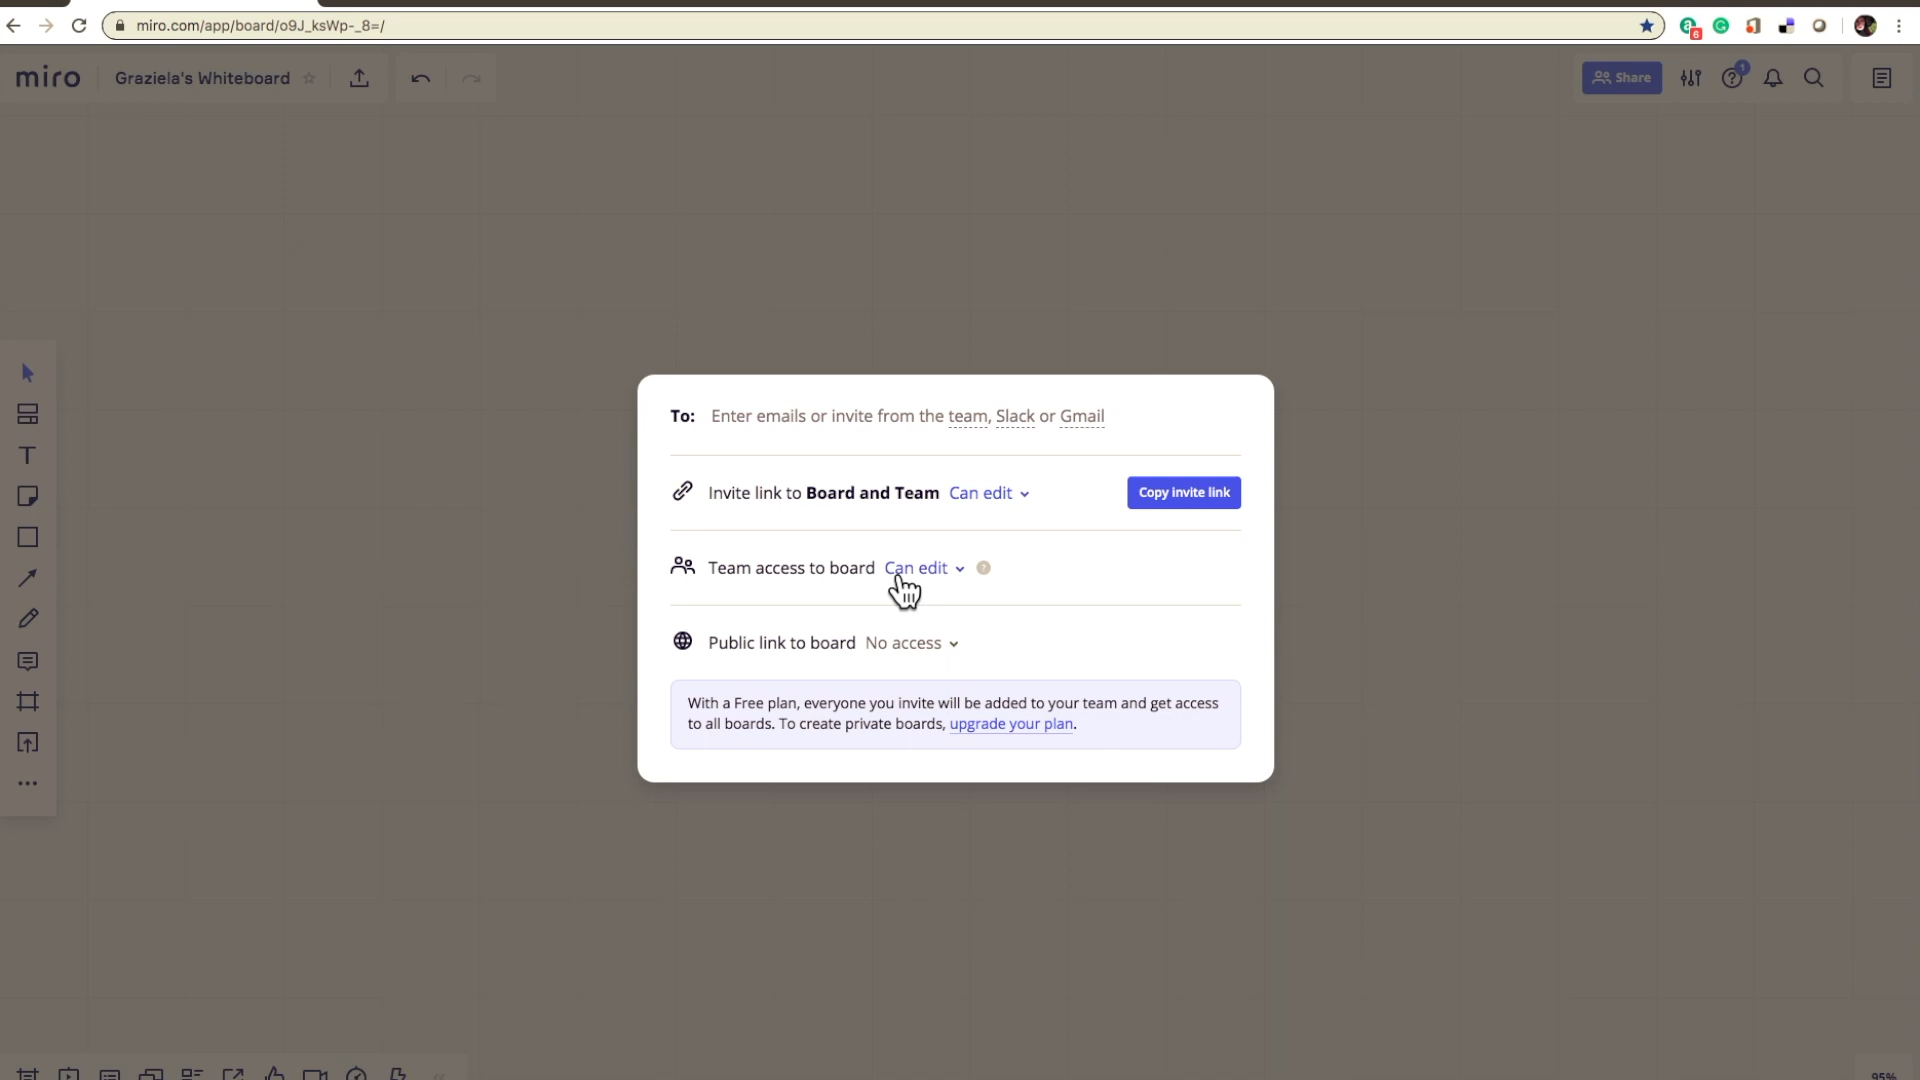 miro.com/app/board/o9J_ksWp-_8=/
6
miro
Graziela's Whiteboard
Share
1
To: Enter emails or invite from the team, Slack or Gmail
Invite link to Board and Team Can edit
Copy invite link
Team access to board Can edit ?
Public link to board No access
With a Free plan, everyone you invite will be added to your team and get access
to all boards. To create private boards, upgrade your plan.
95%